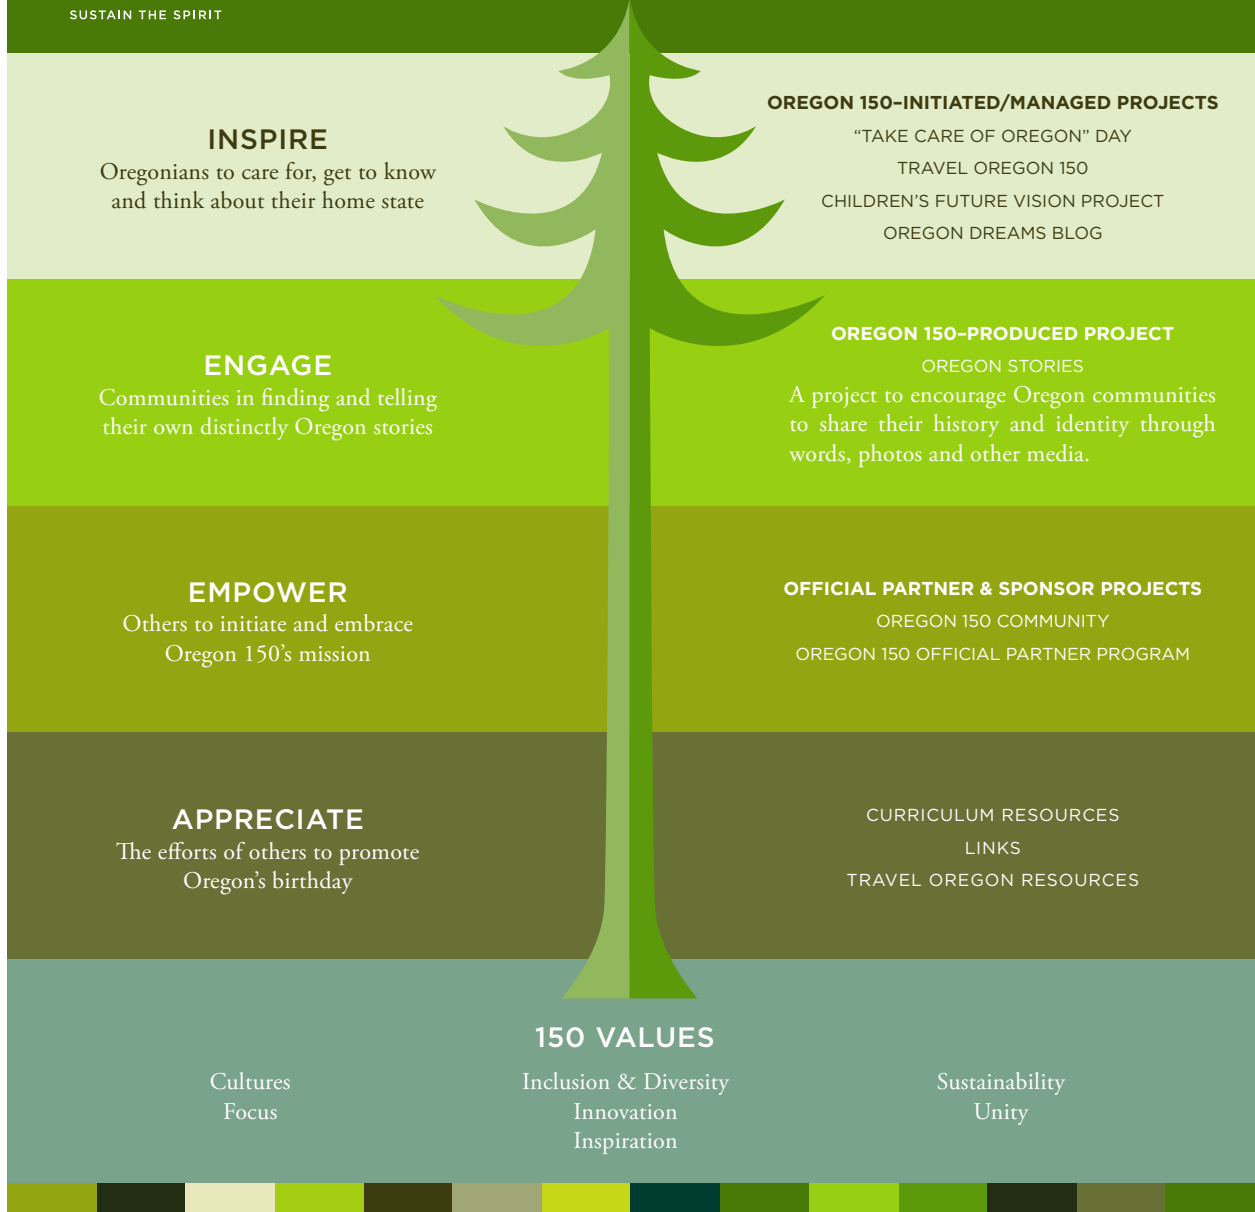 SUSTAIN THE SPIRIT
INSPIRE
Oregonians to care for, get to know
and think about their home state
OREGON 150–INITIATED/MANAGED PROJECTS
“TAKE CARE OF OREGON” DAY
TRAVEL OREGON 150
CHILDREN’S FUTURE VISION PROJECT
OREGON DREAMS BLOG
ENGAGE
Communities in finding and telling
their own distinctly Oregon stories
OREGON 150–PRODUCED PROJECT
OREGON STORIES
A project to encourage Oregon communities
to share their history and identity through
words, photos and other media.
EMPOWER
Others to initiate and embrace
Oregon 150’s mission
OFFICIAL PARTNER & SPONSOR PROJECTS
OREGON 150 COMMUNITY
OREGON 150 OFFICIAL PARTNER PROGRAM
APPRECIATE
The efforts of others to promote
Oregon’s birthday
CURRICULUM RESOURCES
LINKS
TRAVEL OREGON RESOURCES
150 VALUES
Cultures
Focus
Inclusion & Diversity
Innovation
Inspiration
Sustainability
Unity